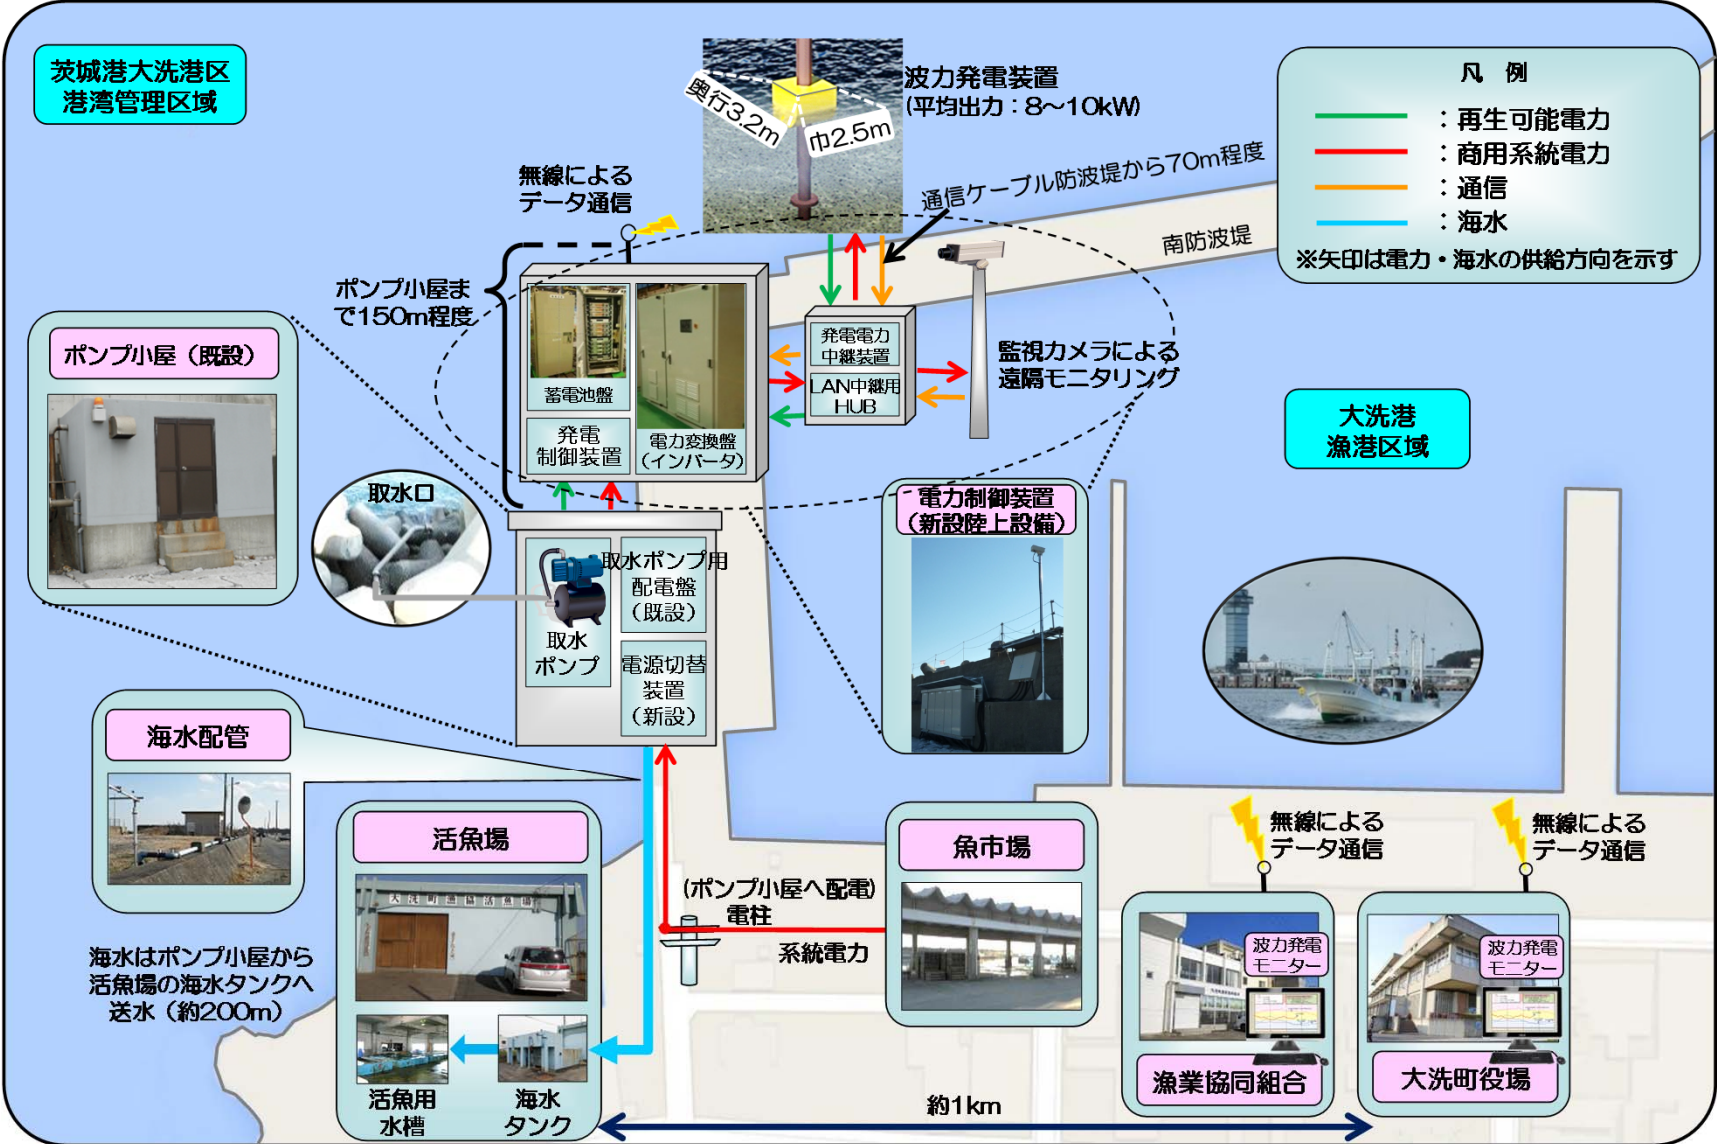 茨城港大洗港区
港湾管理区域
奥行3.2m
巾2.5m
波力発電装置
(平均出力：8～10kW)
凡 例
：再生可能電力
：商用系統電力
：通信
：海水
※矢印は電力・海水の供給方向を示す
無線による
データ通信
通信ケーブル防波堤から70m程度
南防波堤
ポンプ小屋ま
で150m程度
ポンプ小屋（既設）
蓄電池盤
発電
制御装置
電力変換盤
（インバータ）
発電電力
中継装置
LAN中継用
HUB
監視カメラによる
遠隔モニタリング
大洗港
漁港区域
取水口
取水ポンプ用
配電盤
（既設）
取水
ポンプ
電源切替
装置
（新設）
電力制御装置
（新設陸上設備）
海水配管
海水はポンプ小屋から
活魚場の海水タンクへ
送水（約200m）
活魚場
大洗町漁協活魚場
活魚用
水槽
海水
タンク
(ポンプ小屋へ配電)
電柱
系統電力
魚市場
無線による
データ通信
波力発電
モニター
漁業協同組合
無線による
データ通信
波力発電
モニター
大洗町役場
約1km